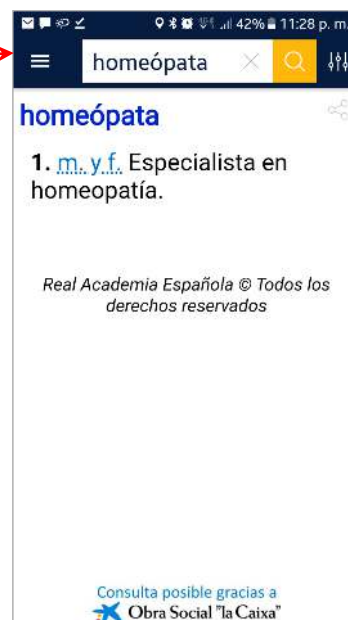 42% 11:28 p. m.
homeópata
homeópata
1. m. y f. Especialista en
homeopatía.
Real Academia Española © Todos los
derechos reservados
Consulta posible gracias a
Obra Social "la Caixa"